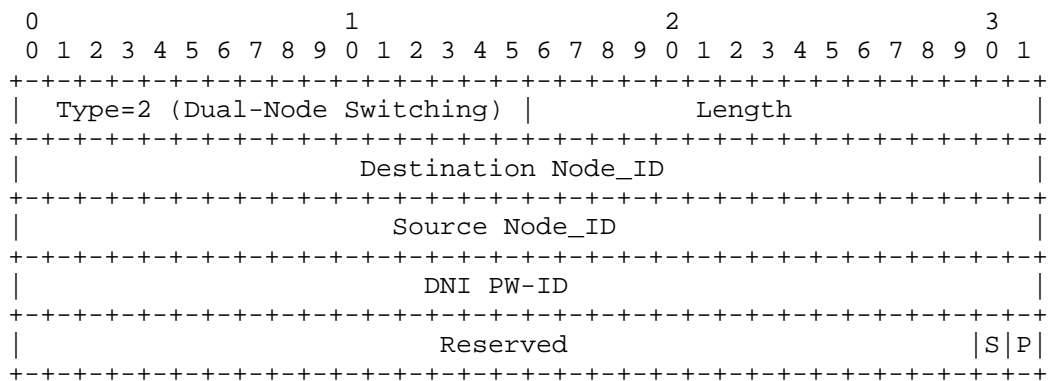 0                   1                   2                   3
 0 1 2 3 4 5 6 7 8 9 0 1 2 3 4 5 6 7 8 9 0 1 2 3 4 5 6 7 8 9 0 1
+-+-+-+-+-+-+-+-+-+-+-+-+-+-+-+-+-+-+-+-+-+-+-+-+-+-+-+-+-+-+-+-+
|  Type=2 (Dual-Node Switching) |          Length               |
+-+-+-+-+-+-+-+-+-+-+-+-+-+-+-+-+-+-+-+-+-+-+-+-+-+-+-+-+-+-+-+-+
|                     Destination Node_ID                       |
+-+-+-+-+-+-+-+-+-+-+-+-+-+-+-+-+-+-+-+-+-+-+-+-+-+-+-+-+-+-+-+-+
|                       Source Node_ID                          |
+-+-+-+-+-+-+-+-+-+-+-+-+-+-+-+-+-+-+-+-+-+-+-+-+-+-+-+-+-+-+-+-+
|                         DNI PW-ID                             |
+-+-+-+-+-+-+-+-+-+-+-+-+-+-+-+-+-+-+-+-+-+-+-+-+-+-+-+-+-+-+-+-+
|                          Reserved                         |S|P|
+-+-+-+-+-+-+-+-+-+-+-+-+-+-+-+-+-+-+-+-+-+-+-+-+-+-+-+-+-+-+-+-+